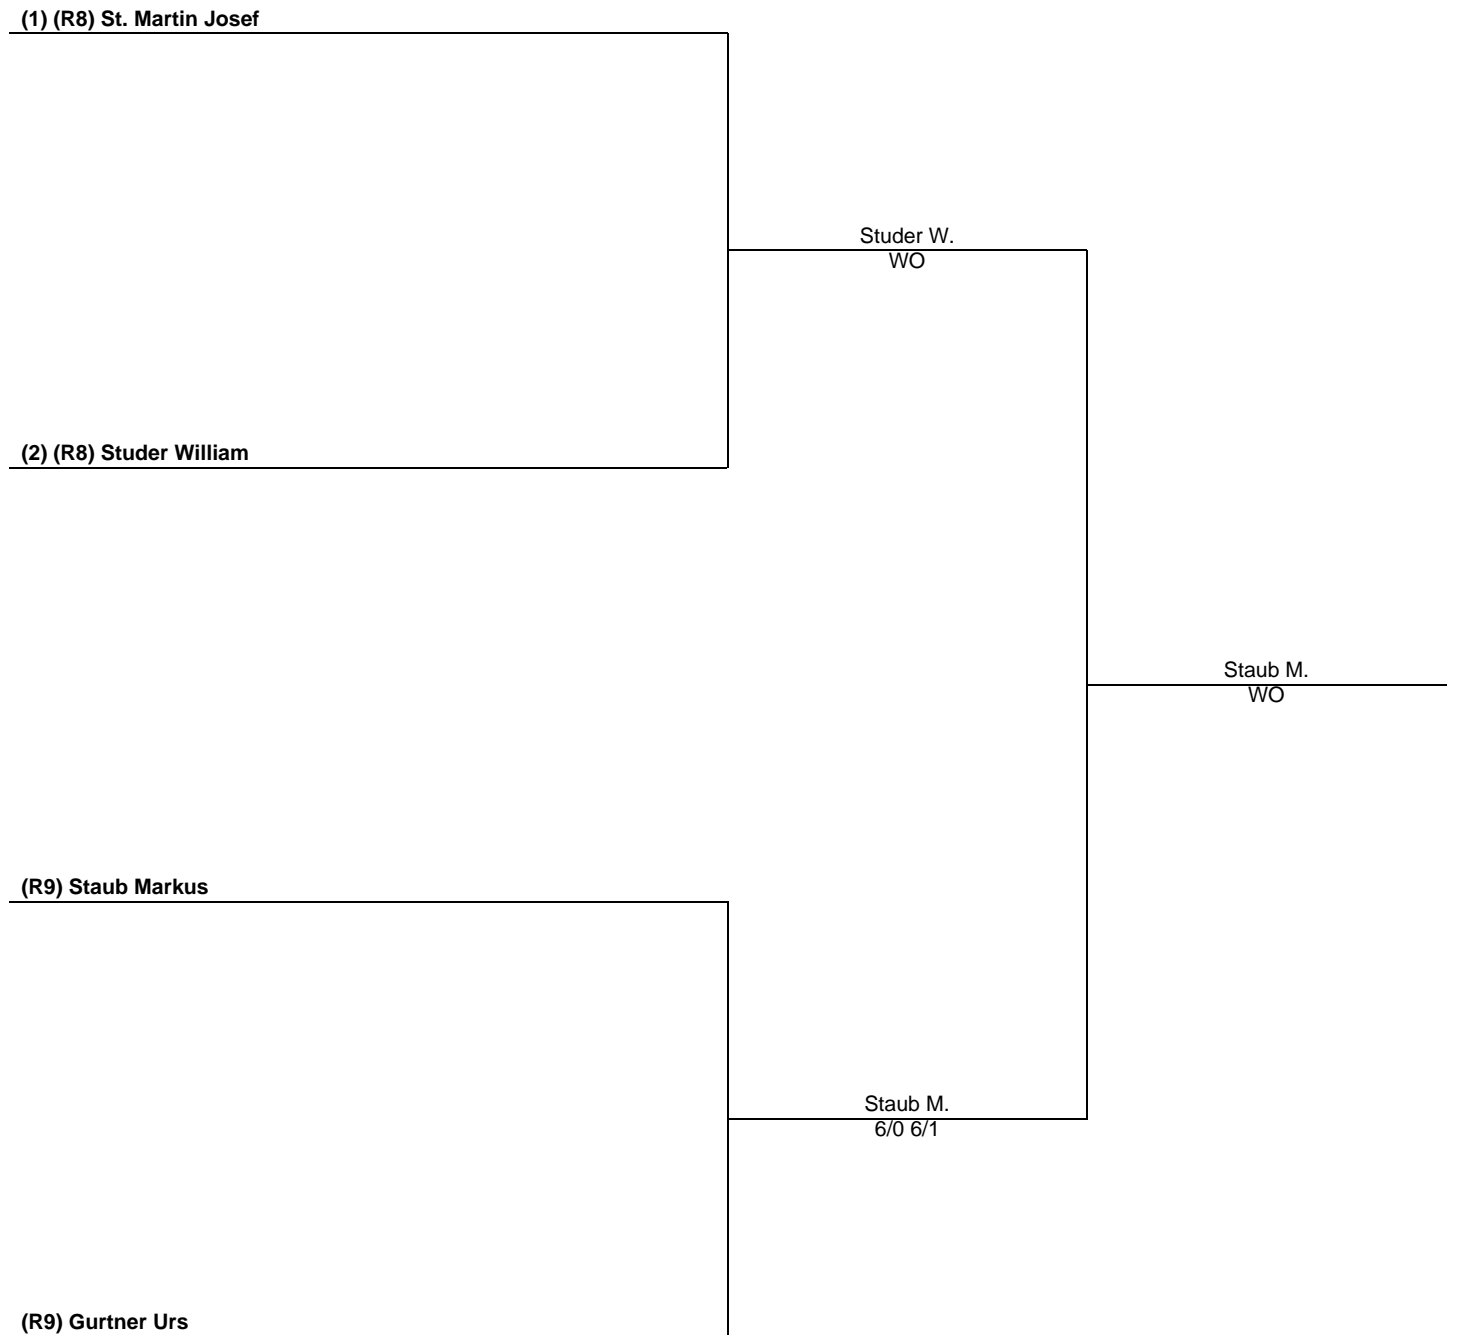 (1) (R8) St. Martin Josef
Studer W.
WO
(2) (R8) Studer William
Staub M.
WO
(R9) Staub Markus
Staub M.
6/0 6/1
(R9) Gurtner Urs